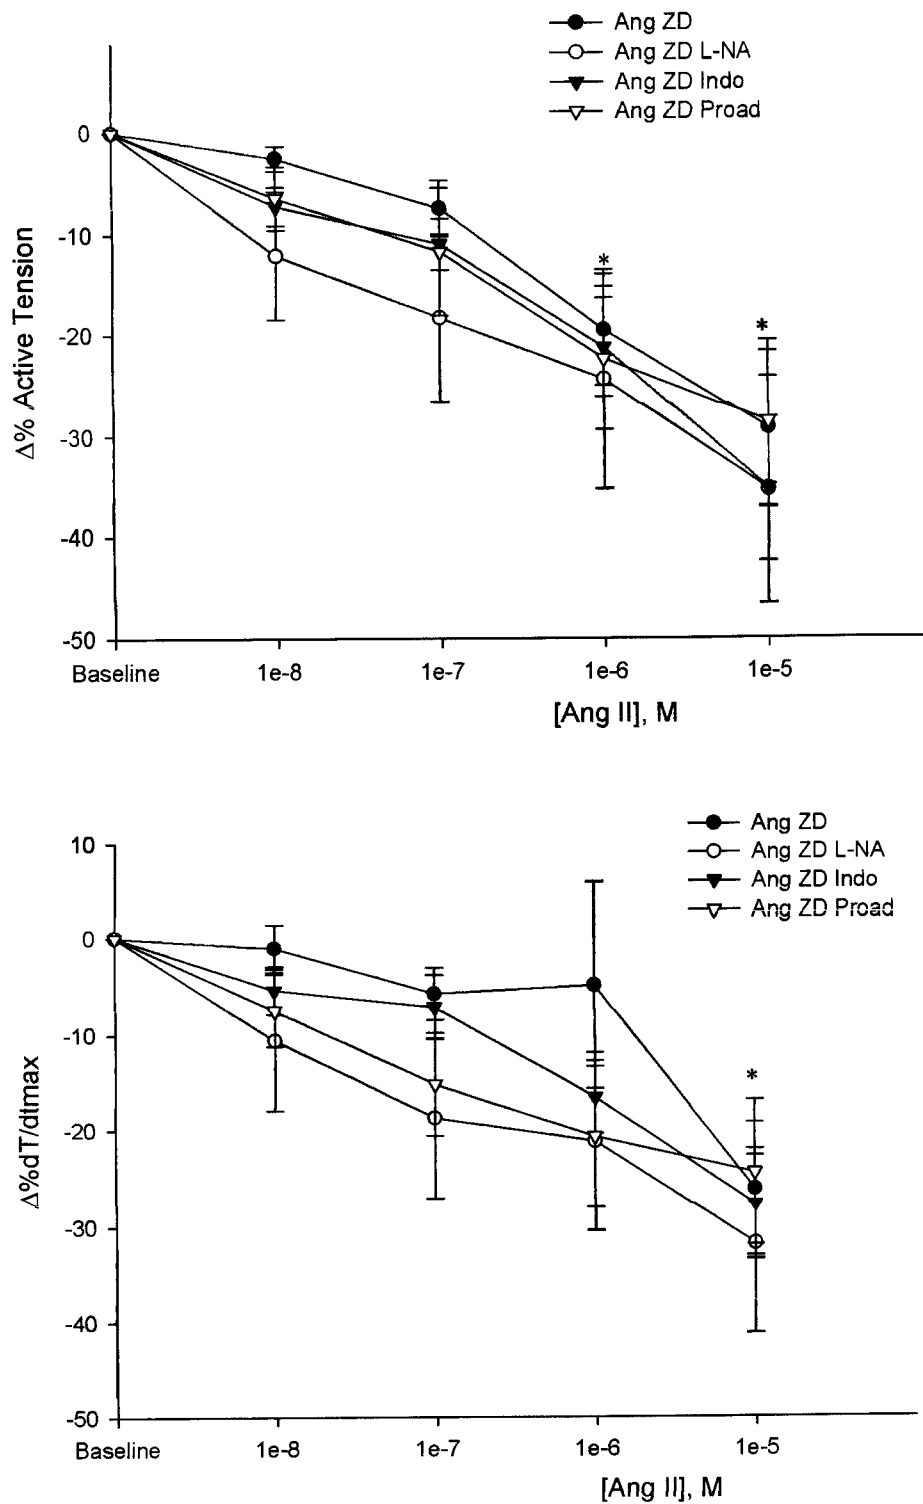 Ang ZD
Ang ZD L-NA
Ang ZD Indo
Ang ZD Proad
0
-10
-20
-30
-40
-50
Δ% Active Tension
*
*
Baseline 1e-8 1e-7 1e-6 1e-5
[Ang II], M
Ang ZD
Ang ZD L-NA
Ang ZD Indo
Ang ZD Proad
10
0
-10
-20
-30
-40
-50
Δ%dT/dtmax
*
Baseline 1e-8 1e-7 1e-6 1e-5
[Ang II], M